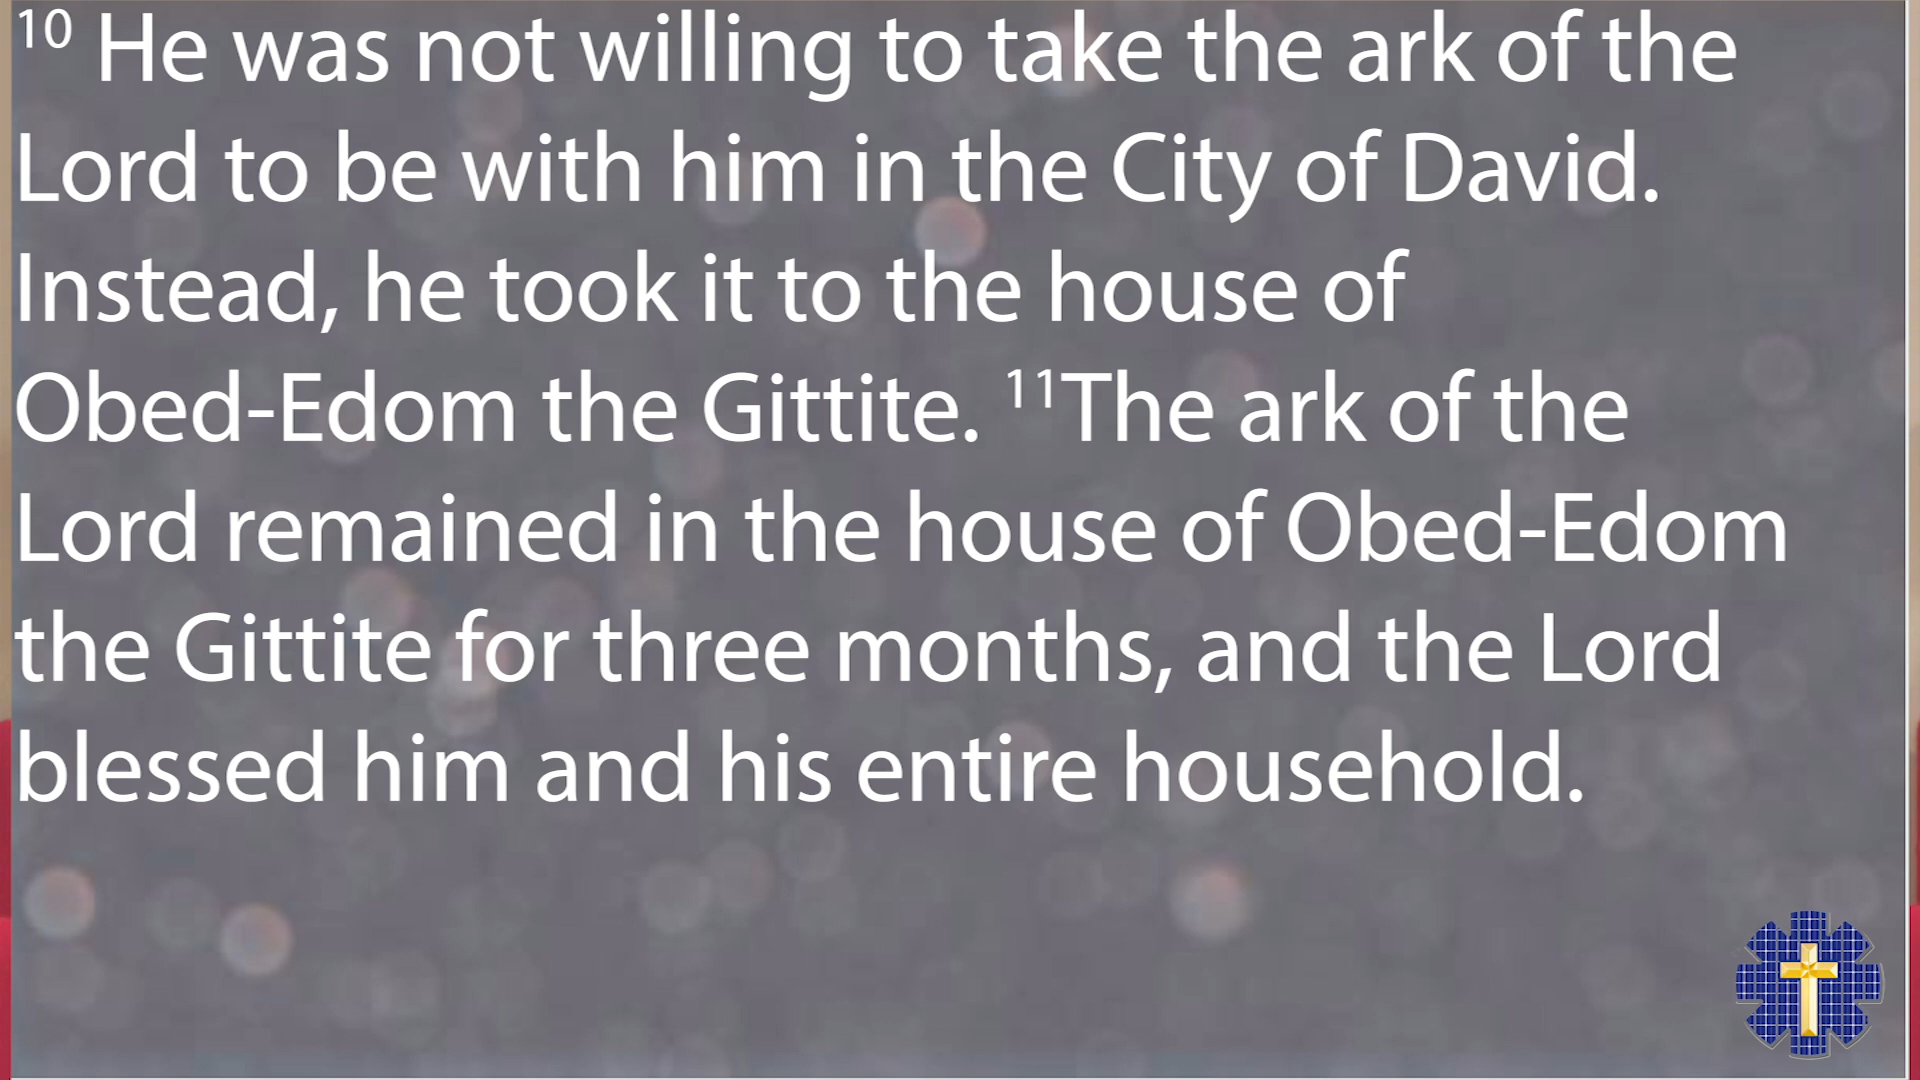 10 He was not willing to take the ark of the
Lord to be with him in the City of David.
Instead, he took it to the house of
Obed-Edom the Gittite. 11The ark of the
Lord remained in the house of Obed-Edom
the Gittite for three months, and the Lord
blessed him and his entire household.